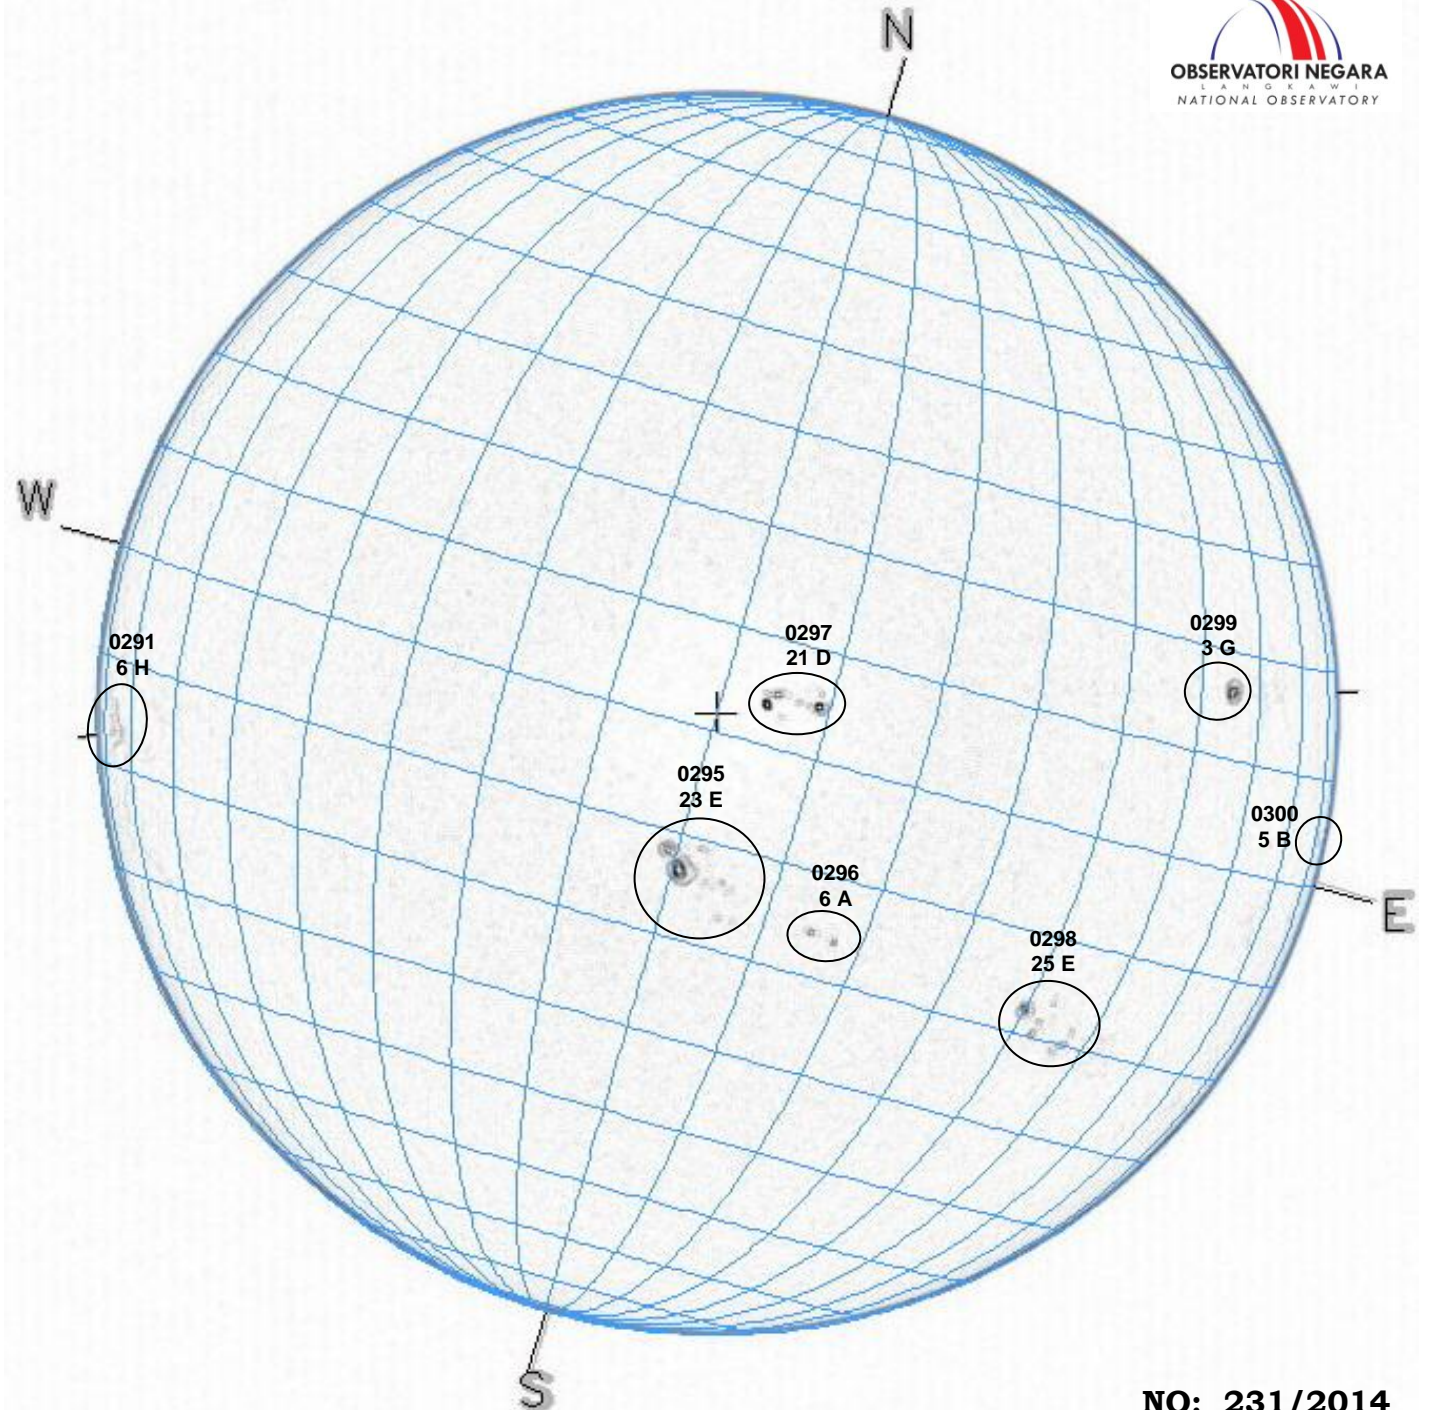 N
OBSERVATORI NEGARA
LANGKAWI
NATIONAL OBSERVATORY
W
0291
6 H
0297
21 D
0299
3 G
0295
23 E
0300
5 B
0296
6 A
E
0298
25 E
S
NO: 231/2014